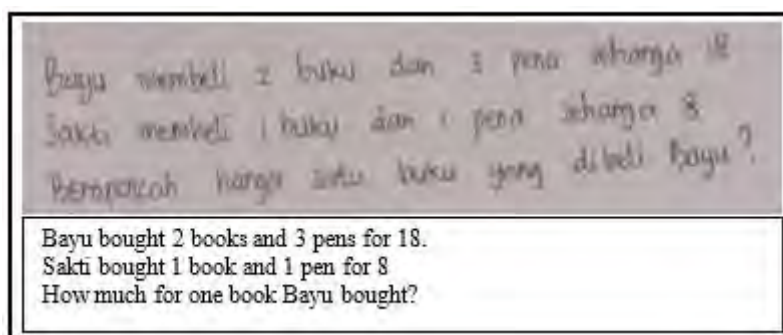 Bayu membeli 2 buku dan 3 pena seharga 18
Sakti membeli 1 buku dan 1 pena seharga 8
Berapakah harga satu buku yang dibeli Bayu?
Bayu bought 2 books and 3 pens for 18.
Sakti bought 1 book and 1 pen for 8
How much for one book Bayu bought?